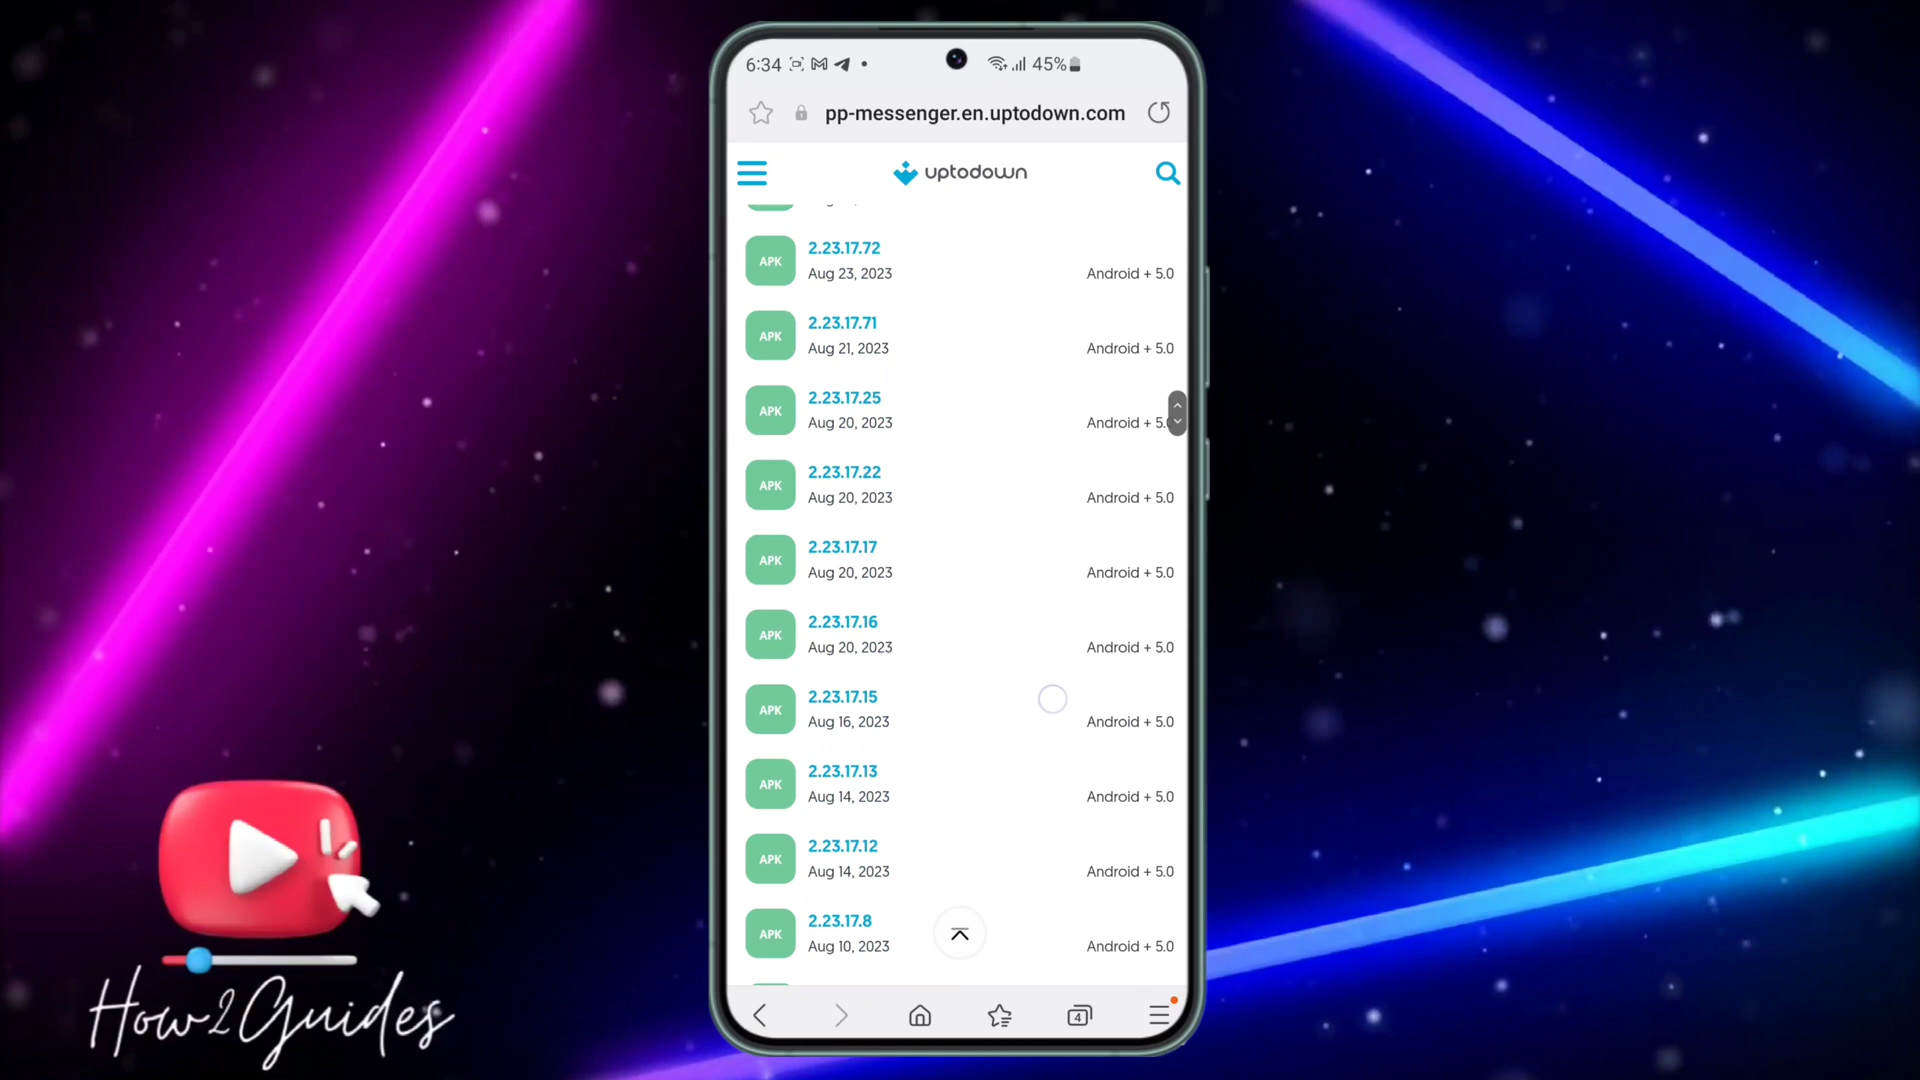 6:34 45%
pp-messenger.en.uptodown.com
uptodown
APK 2.23.17.72
Aug 23, 2023 Android + 5.0
APK 2.23.17.71
Aug 21, 2023 Android + 5.0
APK 2.23.17.25
Aug 20, 2023 Android + 5.0
APK 2.23.17.22
Aug 20, 2023 Android + 5.0
APK 2.23.17.17
Aug 20, 2023 Android + 5.0
APK 2.23.17.16
Aug 20, 2023 Android + 5.0
APK 2.23.17.15
Aug 16, 2023 Android + 5.0
APK 2.23.17.13
Aug 14, 2023 Android + 5.0
APK 2.23.17.12
Aug 14, 2023 Android + 5.0
APK 2.23.17.8
Aug 10, 2023 Android + 5.0
4
How2Guides